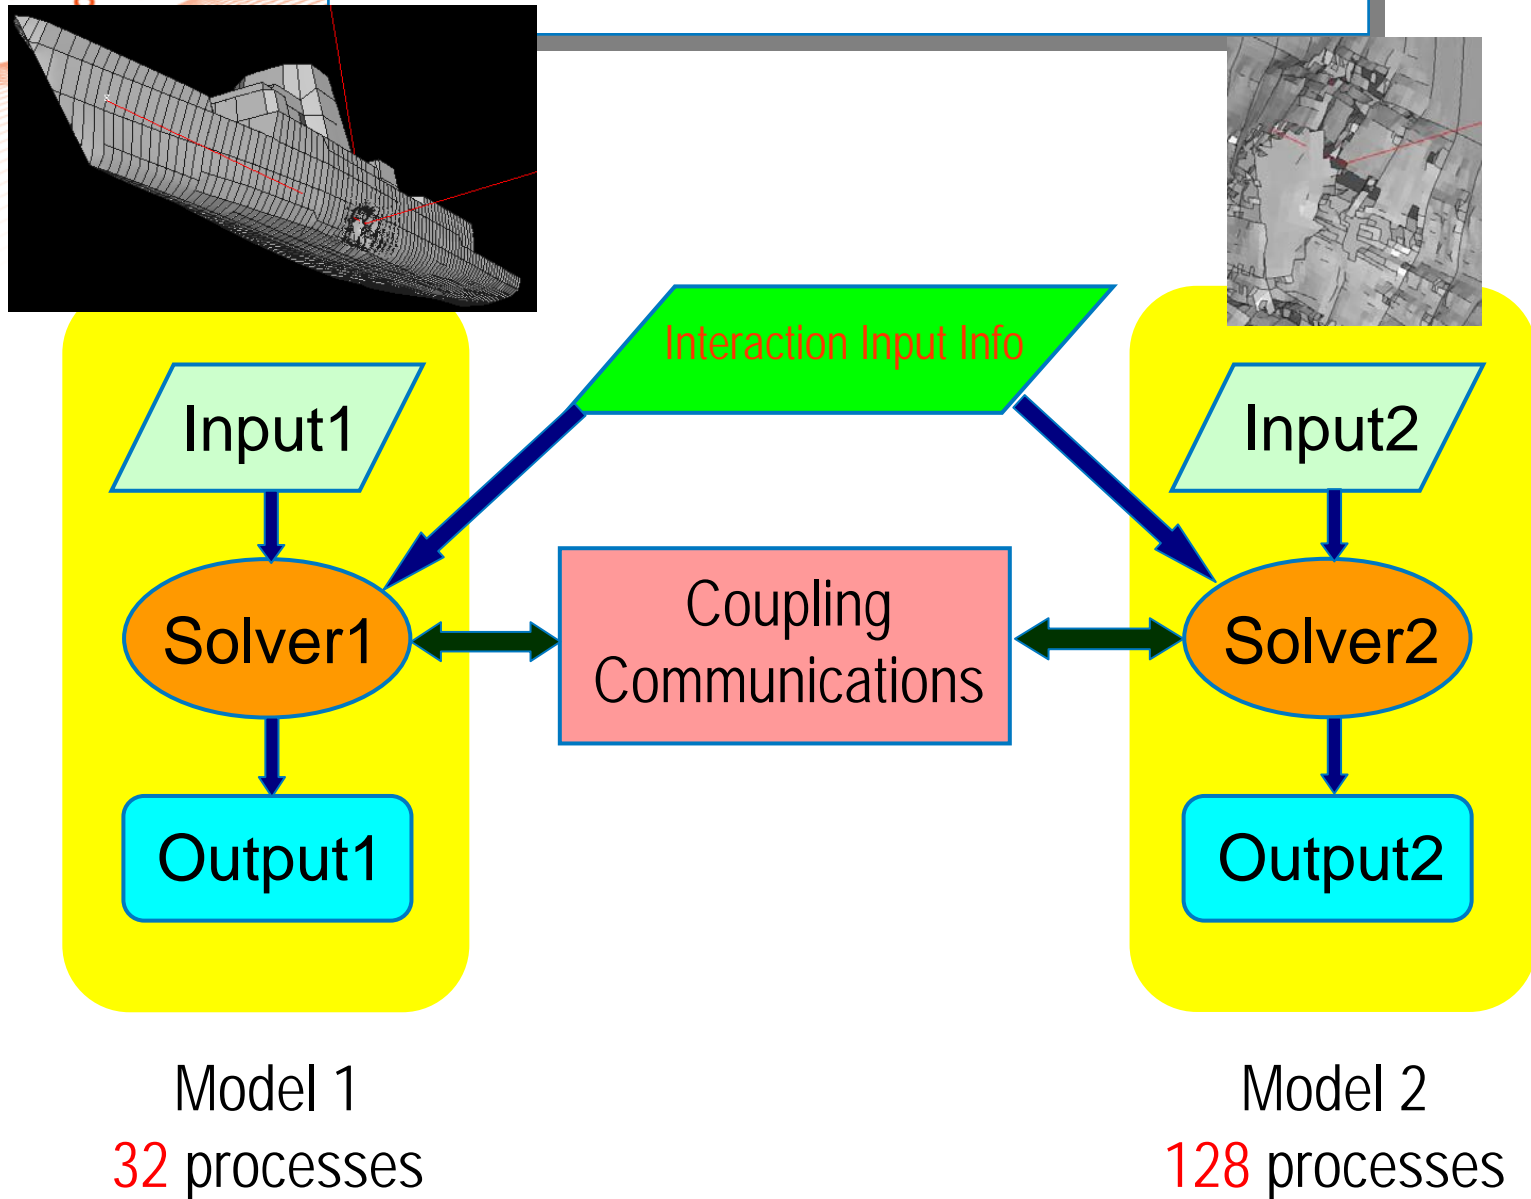 Interaction Input Info
Input1
Input2
Solver1
Coupling
Communications
Solver2
Output1
Output2
Model 1
32 processes
Model 2
128 processes